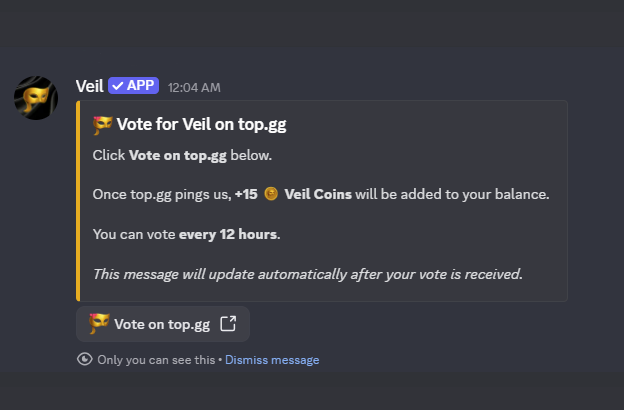 Veil ✓ APP 12:04 AM
Vote for Veil on top.gg
Click Vote on top.gg below.
Once top.gg pings us, +15 Veil Coins will be added to your balance.
You can vote every 12 hours.
This message will update automatically after your vote is received.
Vote on top.gg
Only you can see this • Dismiss message